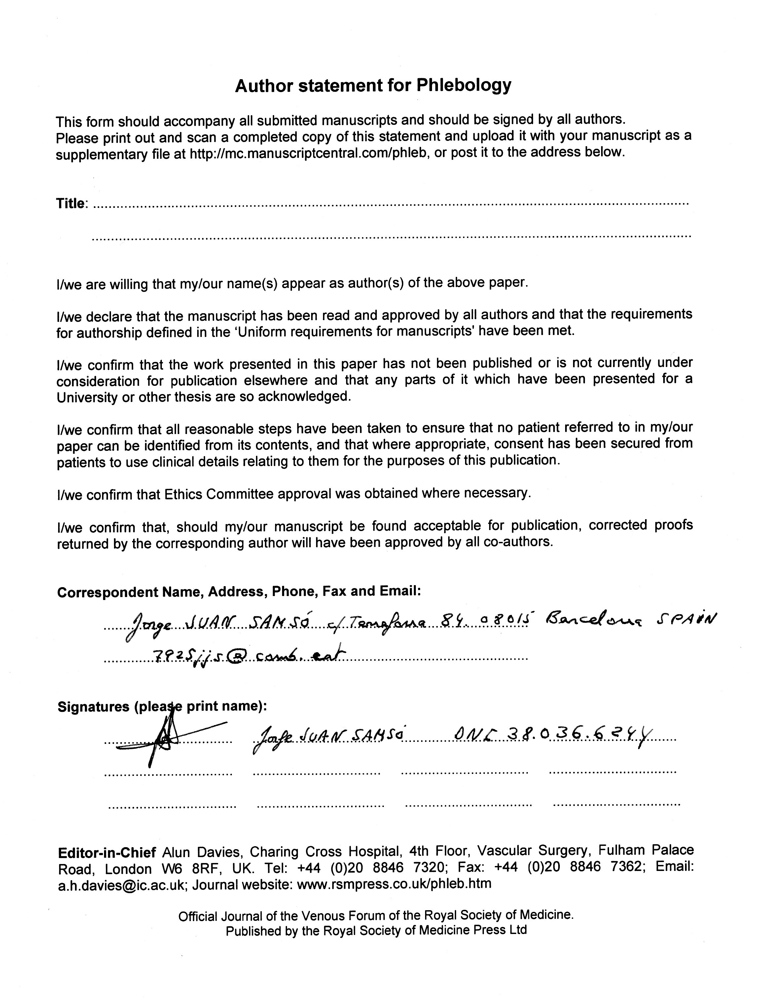 Author statement for Phlebology
This form should accompany all submitted manuscripts and should be signed by all authors.
Please print out and scan a completed copy of this statement and upload it with your manuscript as a
supplementary file at http://mc.manuscriptcentral.com/phleb, or post it to the address below.
Title:
I/we are willing that my/our name(s) appear as author(s) of the above paper.
I/we declare that the manuscript has been read and approved by all authors and that the requirements
for authorship defined in the ‘Uniform requirements for manuscripts' have been met.
I/we confirm that the work presented in this paper has not been published or is not currently under
consideration for publication elsewhere and that any parts of it which have been presented for a
University or other thesis are so acknowledged.
I/we confirm that all reasonable steps have been taken to ensure that no patient referred to in my/our
paper can be identified from its contents, and that where appropriate, consent has been secured from
patients to use clinical details relating to them for the purposes of this publication.
I/we confirm that Ethics Committee approval was obtained where necessary.
I/we confirm that, should my/our manuscript be found acceptable for publication, corrected proofs
returned by the corresponding author will have been approved by all co-authors.
Correspondent Name, Address, Phone, Fax and Email:
Jorge JUAN SAMSÓ c/ 84. 08015 Barcelona SPAIN
Signatures (please print name):
Jorge JUAN SAMSó 38.036.624Y
Editor-in-Chief Alun Davies, Charing Cross Hospital, 4th Floor, Vascular Surgery, Fulham Palace
Road, London W6 8RF, UK. Tel: +44 (0)20 8846 7320; Fax: +44 (0)20 8846 7362; Email:
a.h.davies@ic.ac.uk; Journal website: www.rsmpress.co.uk/phleb.htm
Official Journal of the Venous Forum of the Royal Society of Medicine.
Published by the Royal Society of Medicine Press Ltd